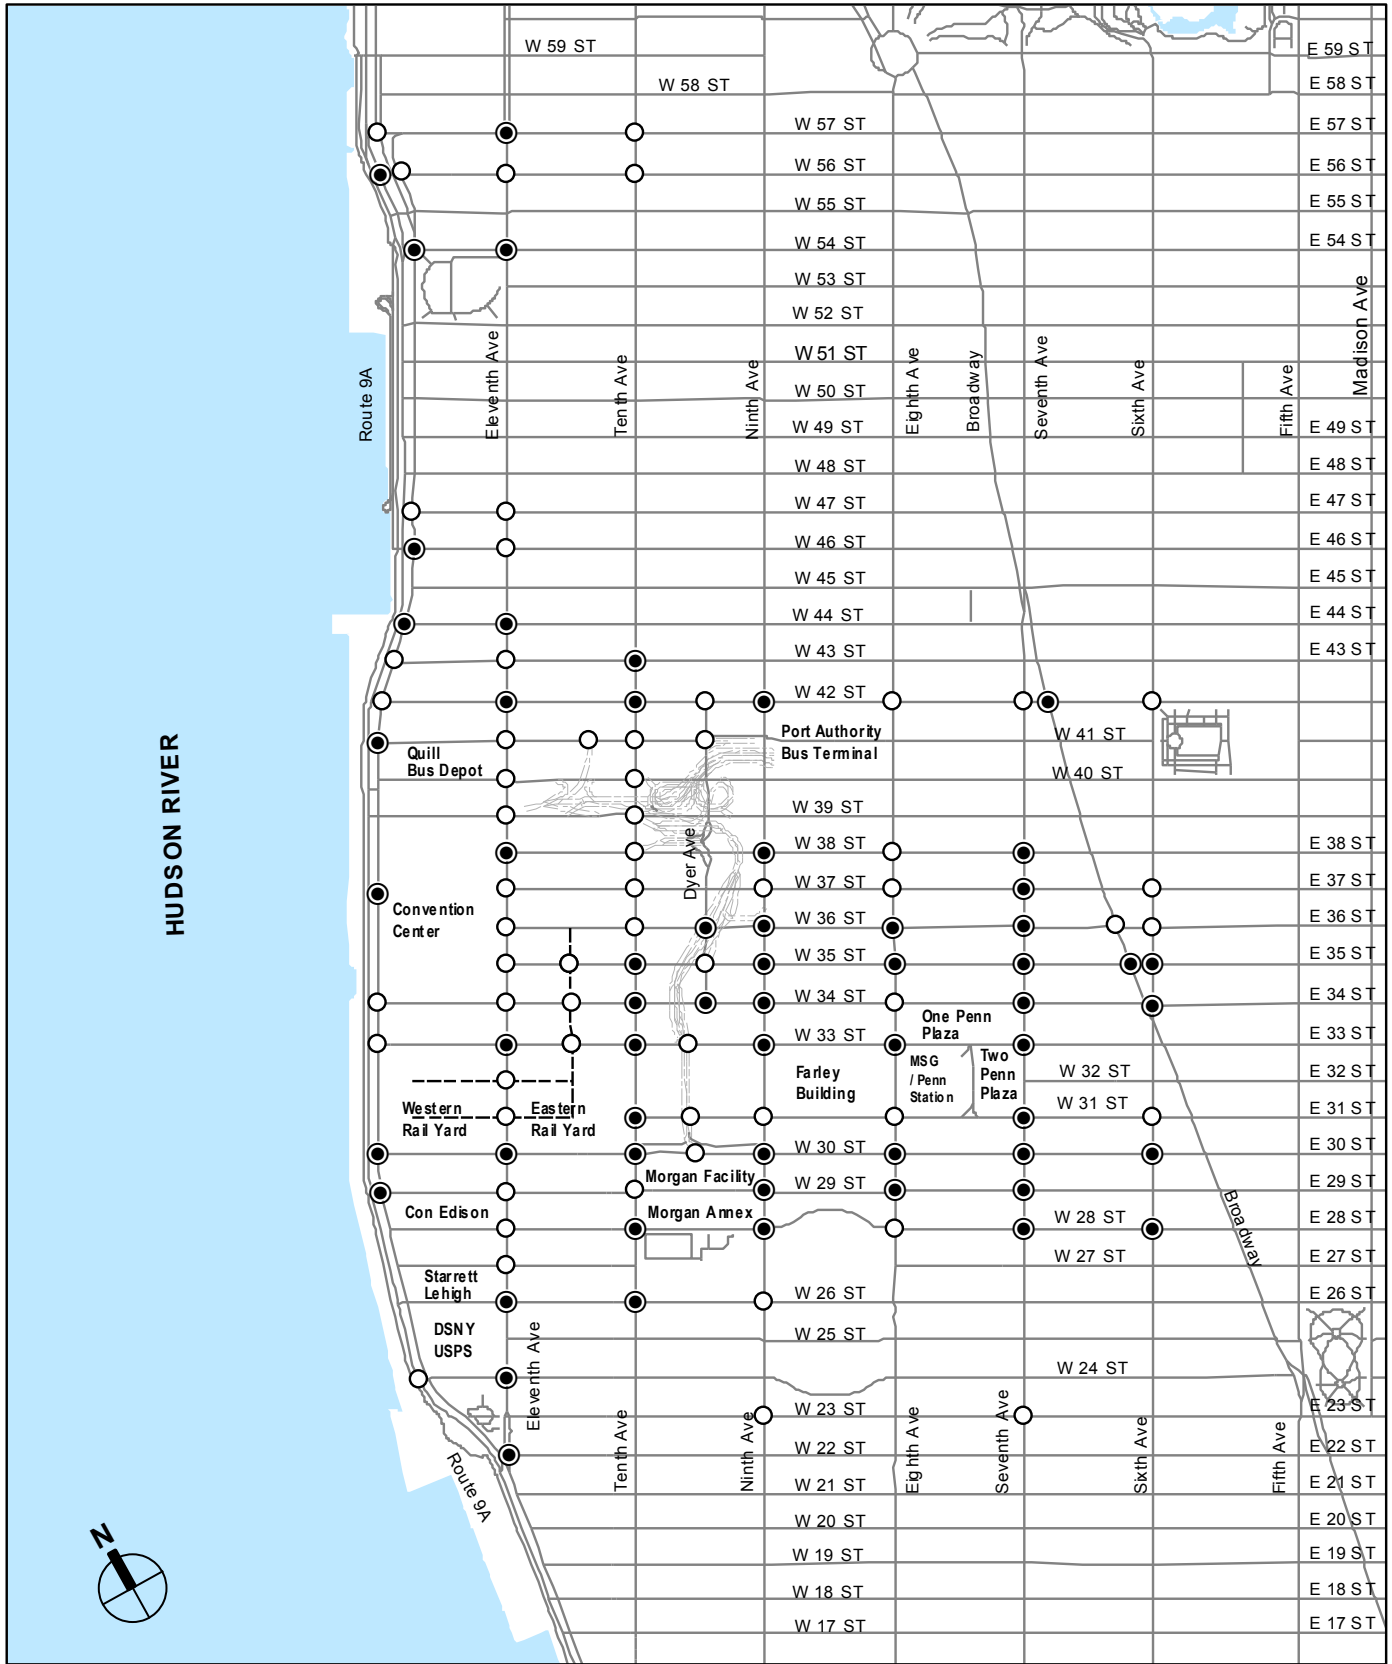 W 59 ST
E 59 ST
W 58 ST
E 58 ST
W 57 ST
E 57 ST
W 56 ST
E 56 ST
W 55 ST
E 55 ST
W 54 ST
E 54 ST
W 53 ST
W 52 ST
W 51 ST
W 50 ST
W 49 ST
E 49 ST
Route 9A
Eleventh Ave
Tenth Ave
Ninth Ave
Eighth Ave
Broadway
Seventh Ave
Sixth Ave
Fifth Ave
Madison Ave
W 48 ST
E 48 ST
W 47 ST
E 47 ST
W 46 ST
E 46 ST
W 45 ST
E 45 ST
W 44 ST
E 44 ST
W 43 ST
E 43 ST
W 42 ST
Port Authority
Bus Terminal
W 41 ST
Quill
Bus Depot
W 40 ST
W 39 ST
HUDSON RIVER
Dyer Ave
W 38 ST
E 38 ST
W 37 ST
E 37 ST
Convention
Center
W 36 ST
E 36 ST
W 35 ST
E 35 ST
W 34 ST
E 34 ST
One Penn
Plaza
W 33 ST
E 33 ST
MSG
/ Penn
Station
Two
Penn
Plaza
Farley
Building
W 32 ST
E 32 ST
Western
Rail Yard
Eastern
Rail Yard
W 31 ST
E 31 ST
W 30 ST
E 30 ST
Morgan Facility
W 29 ST
E 29 ST
Con Edison
Morgan Annex
W 28 ST
E 28 ST
Broadway
W 27 ST
E 27 ST
Starrett
Lehigh
W 26 ST
E 26 ST
DSNY
USPS
W 25 ST
W 24 ST
W 23 ST
E 23 ST
W 22 ST
E 22 ST
Route 9A
Eleventh Ave
Tenth Ave
Ninth Ave
Eighth Ave
Seventh Ave
Sixth Ave
Fifth Ave
W 21 ST
E 21 ST
W 20 ST
E 20 ST
N
W 19 ST
E 19 ST
W 18 ST
E 18 ST
W 17 ST
E 17 ST